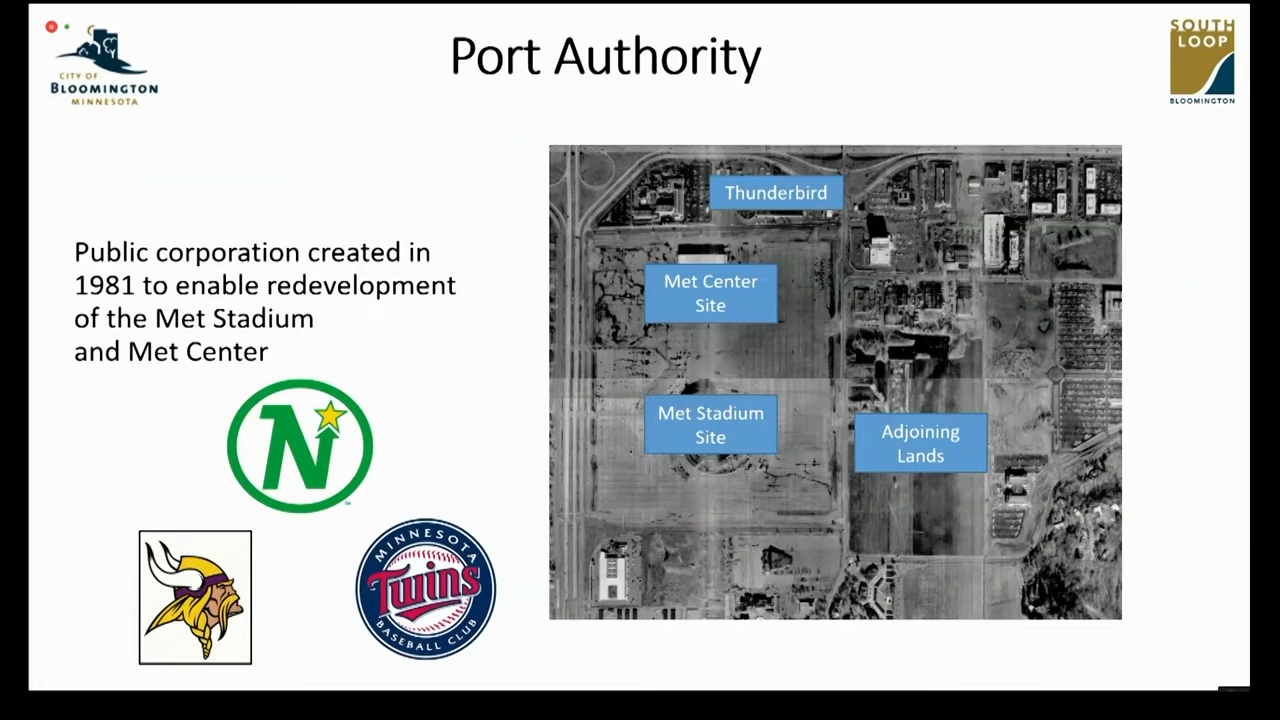 Port Authority
CITY OF
BLOOMINGTON
MINNESOTA
SOUTH
LOOP
BLOOMINGTON
Public corporation created in
1981 to enable redevelopment
of the Met Stadium
and Met Center
Thunderbird
Met Center
Site
Met Stadium
Site
Adjoining
Lands
N
MINNESOTA
Twins
BASEBALL CLUB